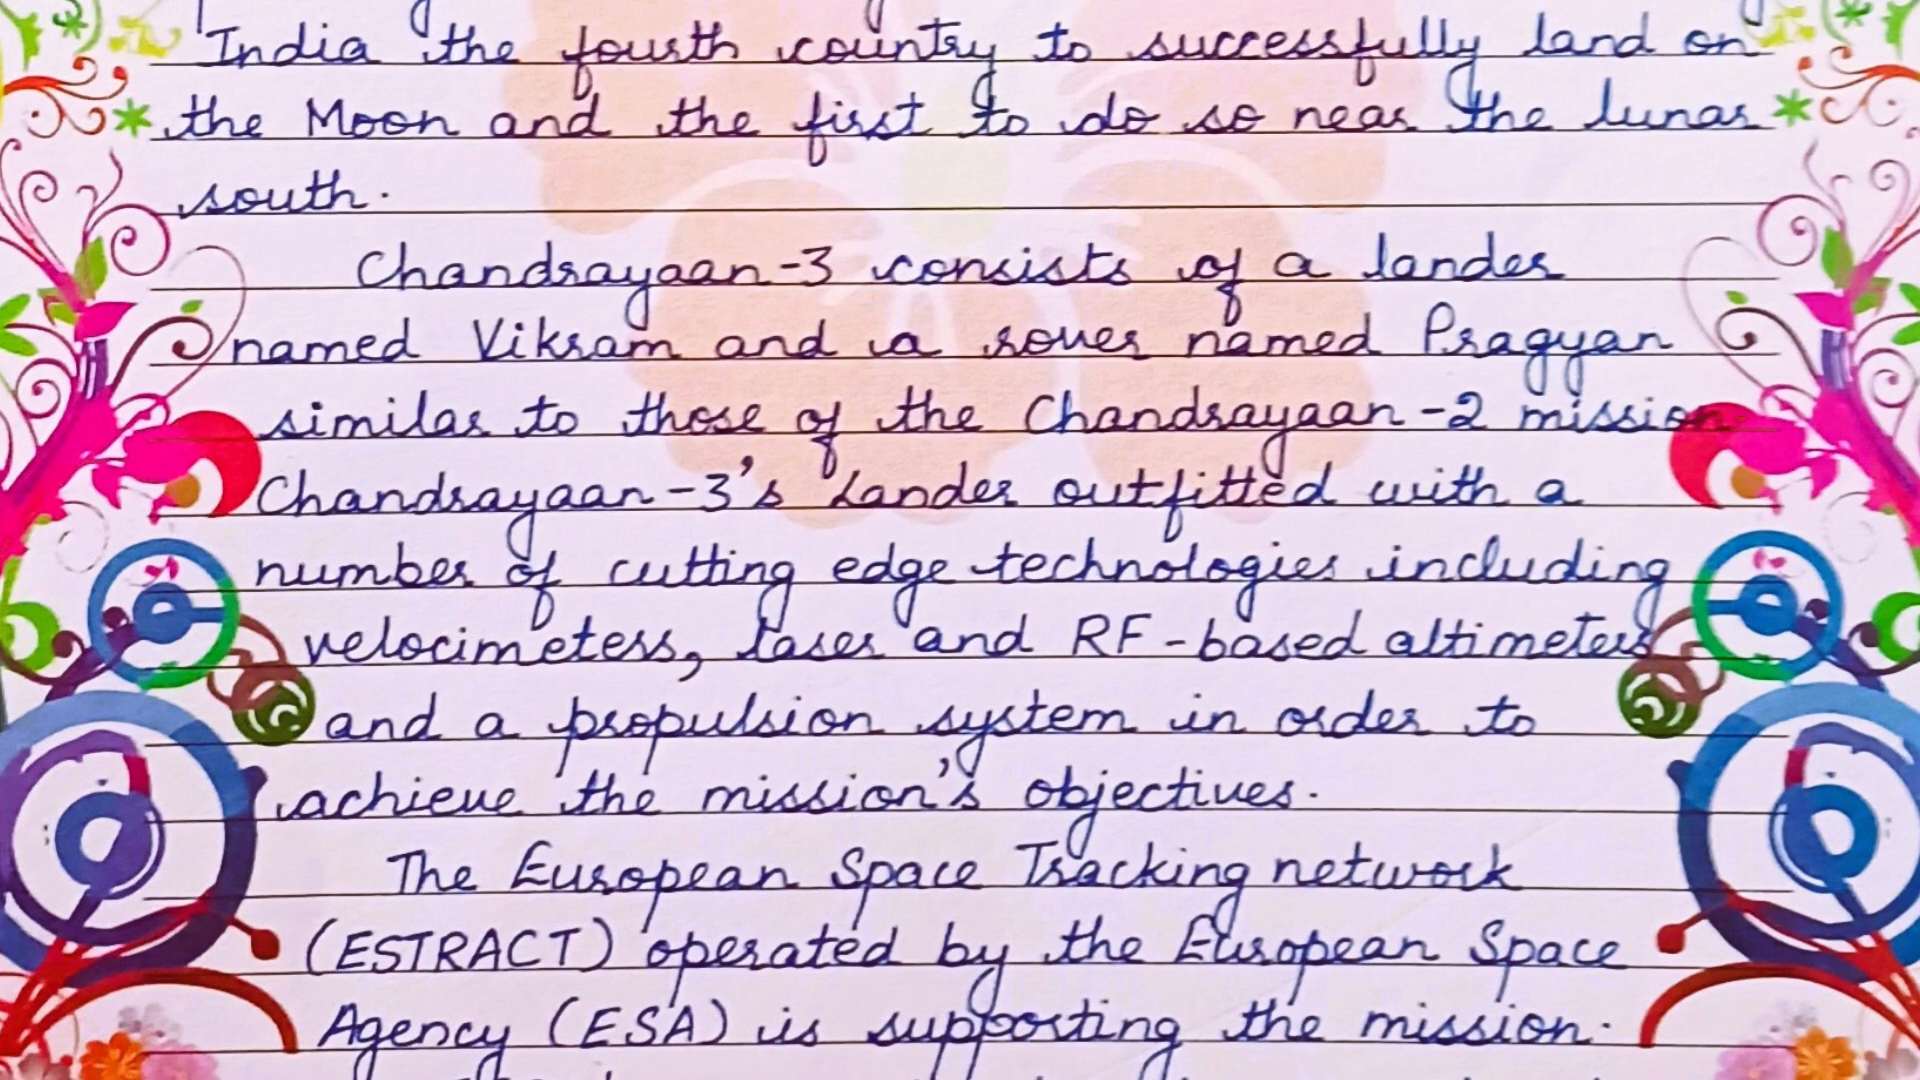 India the fourth country to successfully land on
the Moon and the first to do so near the lunar
south.
Chandrayaan-3 consists of a lander
named Vikram and a rover named Pragyan
similar to those of the Chandrayaan-2 mission.
Chandrayaan-3's Lander outfitted with a
number of cutting edge technologies including
velocimeters, laser and RF-based altimeters
and a propulsion system in order to
achieve the mission's objectives.
The European Space Tracking network
(ESTRACT) operated by the European Space
Agency (ESA) is supporting the mission.